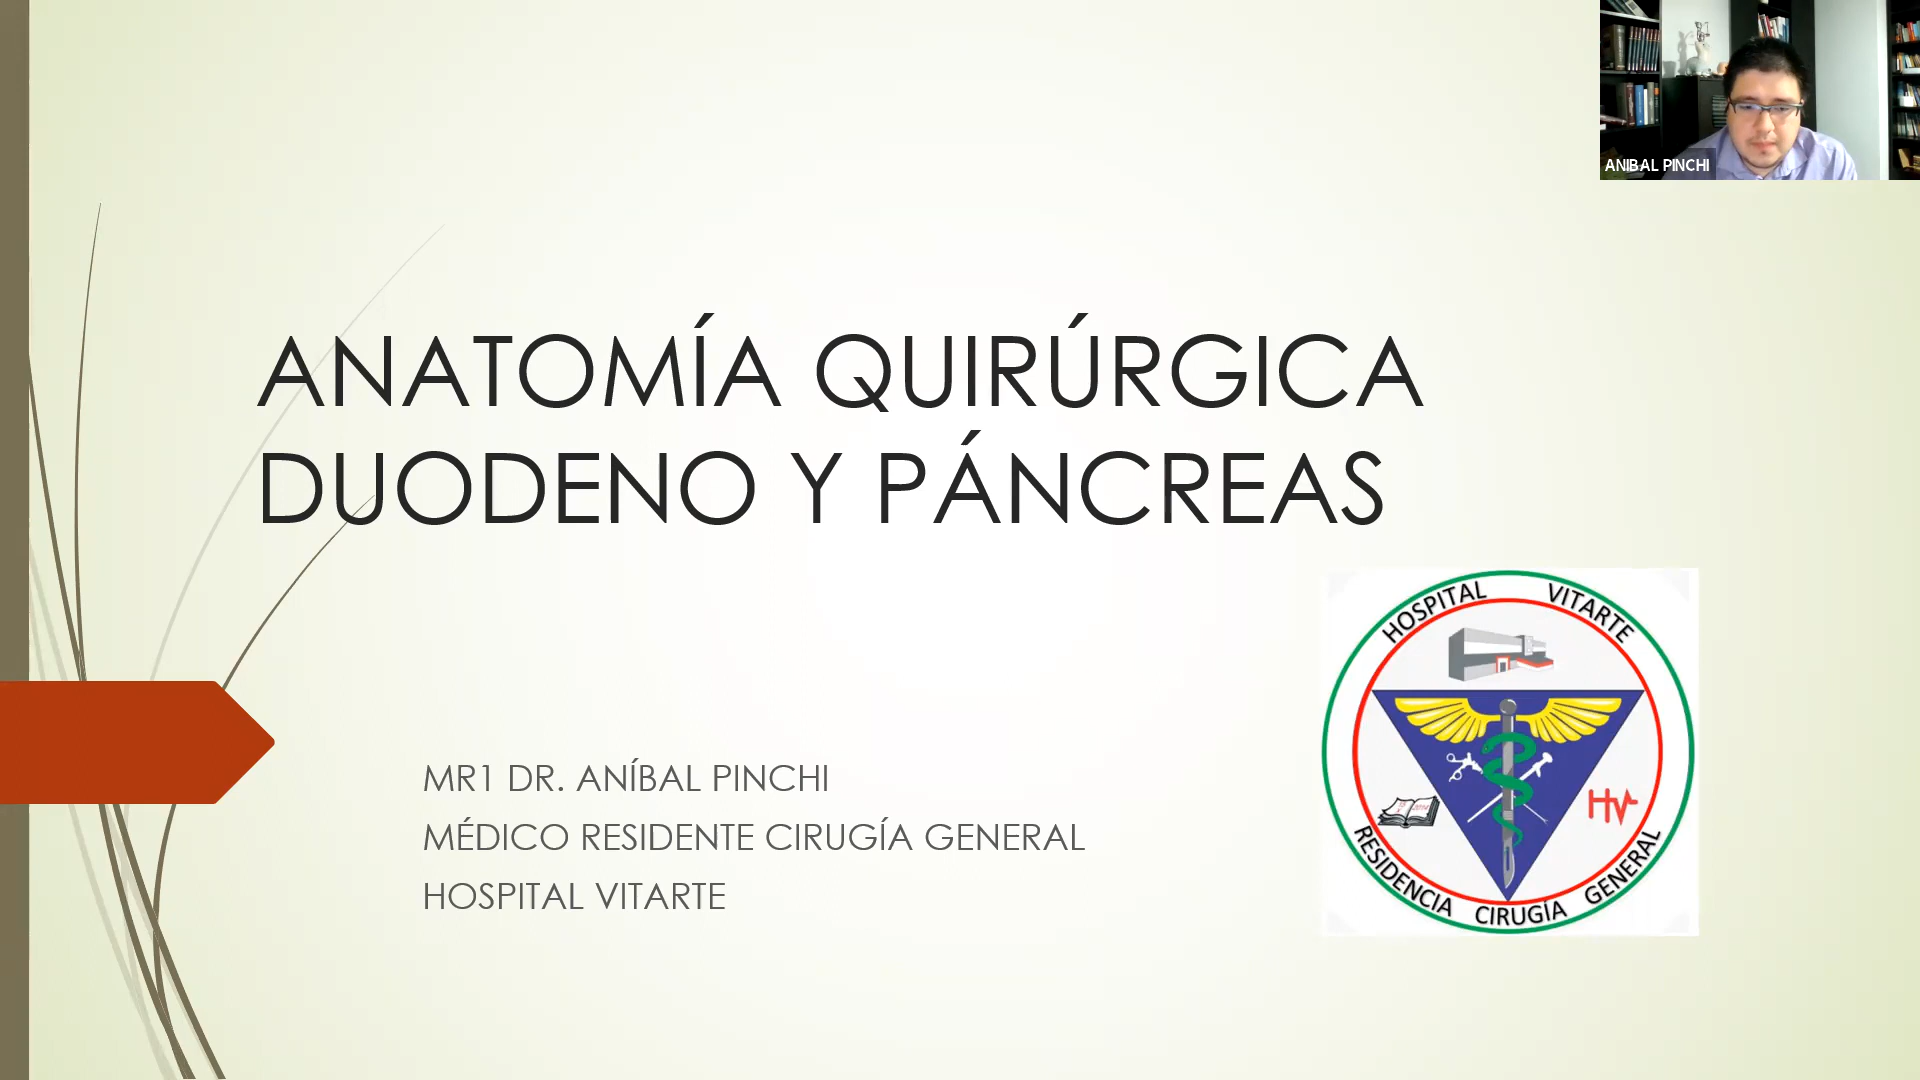 ANIBAL PINCHI
ANATOMÍA QUIRÚRGICA
DUODENO Y PÁNCREAS
HOSPITAL VITARTE
HV
RESIDENCIA CIRUGÍA GENERAL
MR1 DR. ANÍBAL PINCHI
MÉDICO RESIDENTE CIRUGÍA GENERAL
HOSPITAL VITARTE